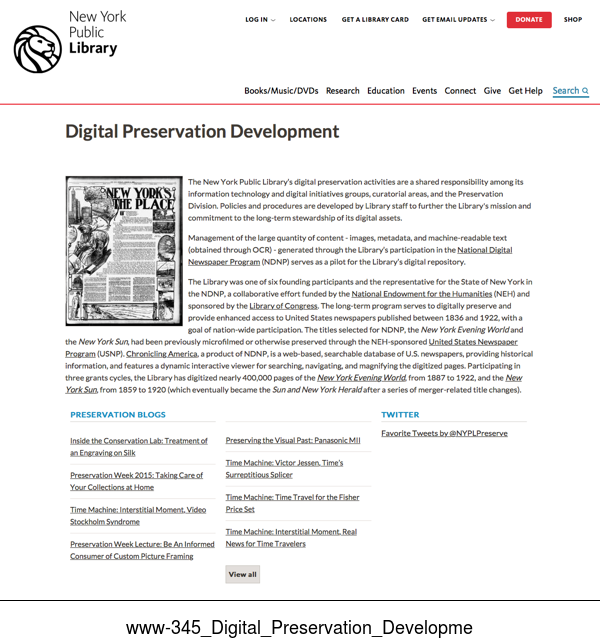 New York
Public
Library
LOG IN
LOCATIONS
GET A LIBRARY CARD
GET EMAIL UPDATES
DONATE
SHOP
Books/Music/DVDs
Research
Education
Events
Connect
Give
Get Help
Search
Digital Preservation Development
NEW YORK'S
THE PLACE
The New York Public Library's digital preservation activities are a shared responsibility among its
information technology and digital initiatives groups, curatorial areas, and the Preservation
Division. Policies and procedures are developed by Library staff to further the Library's mission and
commitment to the long-term stewardship of its digital assets.
Management of the large quantity of content - images, metadata, and machine-readable text
(obtained through OCR) - generated through the Library's participation in the National Digital
Newspaper Program (NDNP) serves as a pilot for the Library's digital repository.
The Library was one of six founding participants and the representative for the State of New York in
the NDNP, a collaborative effort funded by the National Endowment for the Humanities (NEH) and
sponsored by the Library of Congress. The long-term program serves to digitally preserve and
provide enhanced access to United States newspapers published between 1836 and 1922, with a
goal of nation-wide participation. The titles selected for NDNP, the New York Evening World and
the New York Sun, had been previously microfilmed or otherwise preserved through the NEH-sponsored United States Newspaper
Program (USNP). Chronicling America, a product of NDNP, is a web-based, searchable database of U.S. newspapers, providing historical
information, and features a dynamic interactive viewer for searching, navigating, and magnifying the digitized pages. Participating in
three grants cycles, the Library has digitized nearly 400,000 pages of the New York Evening World, from 1887 to 1922, and the New
York Sun, from 1859 to 1920 (which eventually became the Sun and New York Herald after a series of merger-related title changes).
PRESERVATION BLOGS
Inside the Conservation Lab: Treatment of
an Engraving on Silk
Preservation Week 2015: Taking Care of
Your Collections at Home
Time Machine: Interstitial Moment, Video
Stockholm Syndrome
Preservation Week Lecture: Be An Informed
Consumer of Custom Picture Framing
Preserving the Visual Past: Panasonic MII
Time Machine: Victor Jessen, Time's
Surreptitious Splicer
Time Machine: Time Travel for the Fisher
Price Set
Time Machine: Interstitial Moment, Real
News for Time Travelers
View all
TWITTER
Favorite Tweets by @NYPLPreserve
www-345_Digital_Preservation_Developme